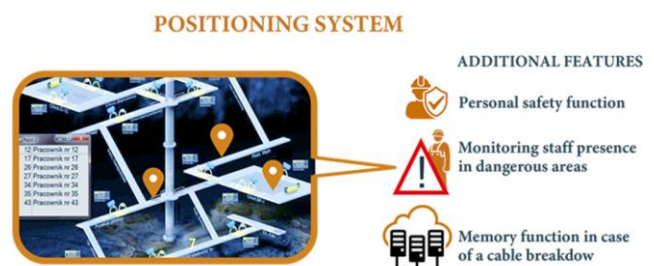 POSITIONING SYSTEM
ADDITIONAL FEATURES
Personal safety function
Monitoring staff presence
in dangerous areas
Memory function in case
of a cable breakdow
12 Pracownik nr 12
17 Pracownik nr 17
26 Pracownik nr 26
27 Pracownik nr 27
34 Pracownik nr 34
35 Pracownik nr 35
43 Pracownik nr 43
7